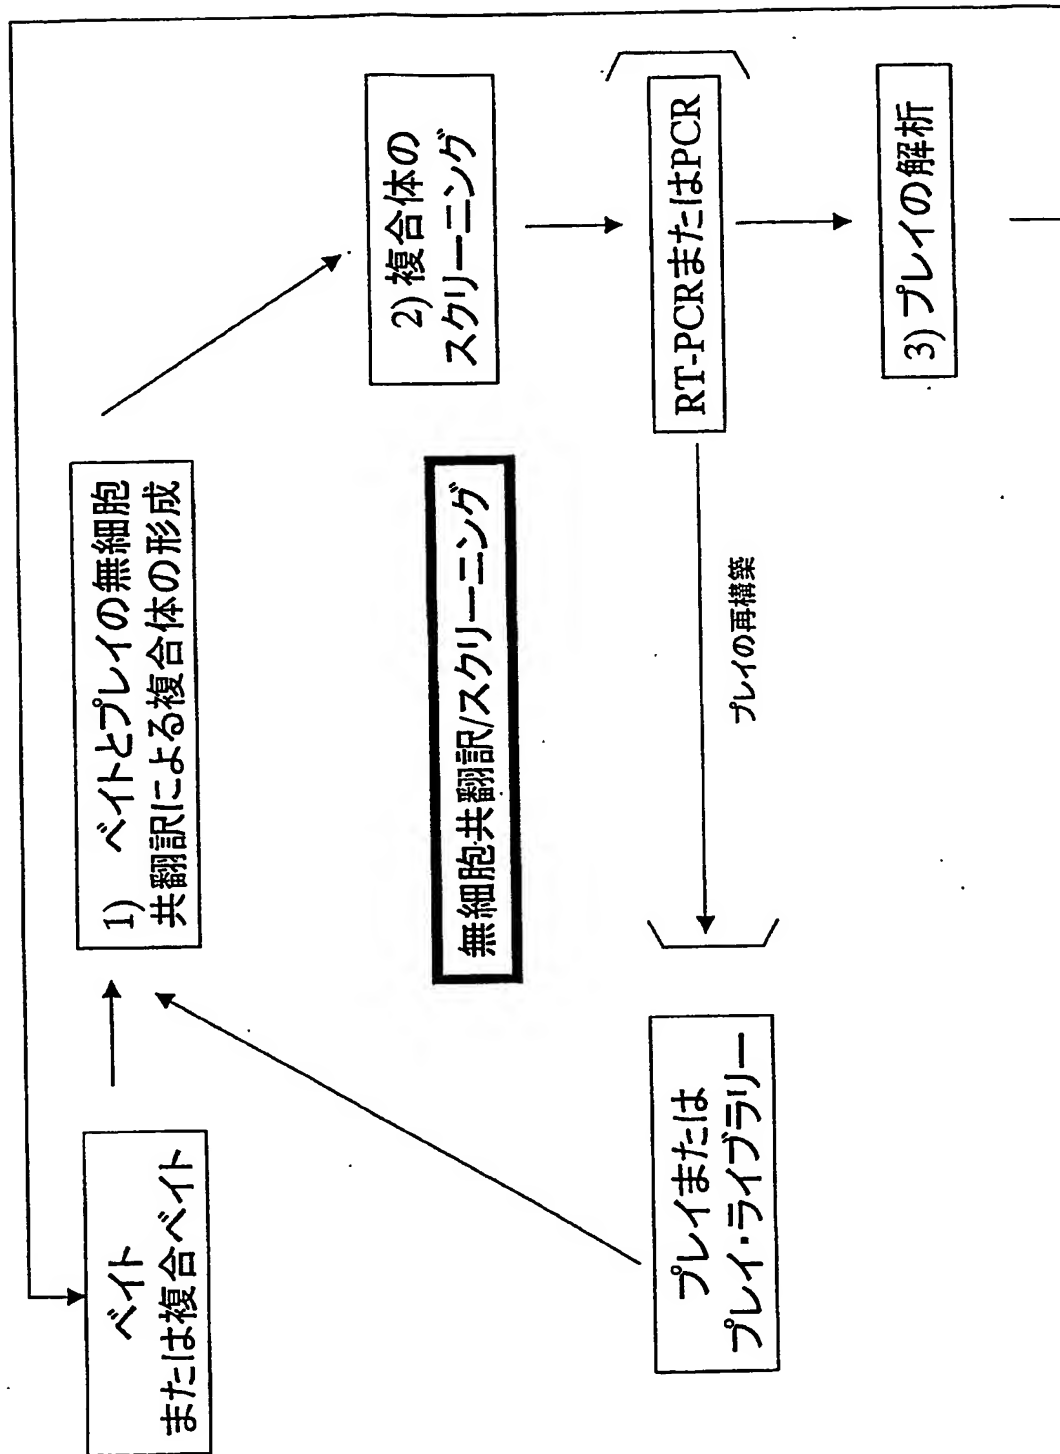 ベイト
または複合ベイト
1) ベイトとプレイの無細胞
共翻訳による複合体の形成
2) 複合体の
スクリーニング
無細胞共翻訳/スクリーニング
プレイまたは
プレイ・ライブラリー
プレイの再構築
RT-PCRまたはPCR
3) プレイの解析